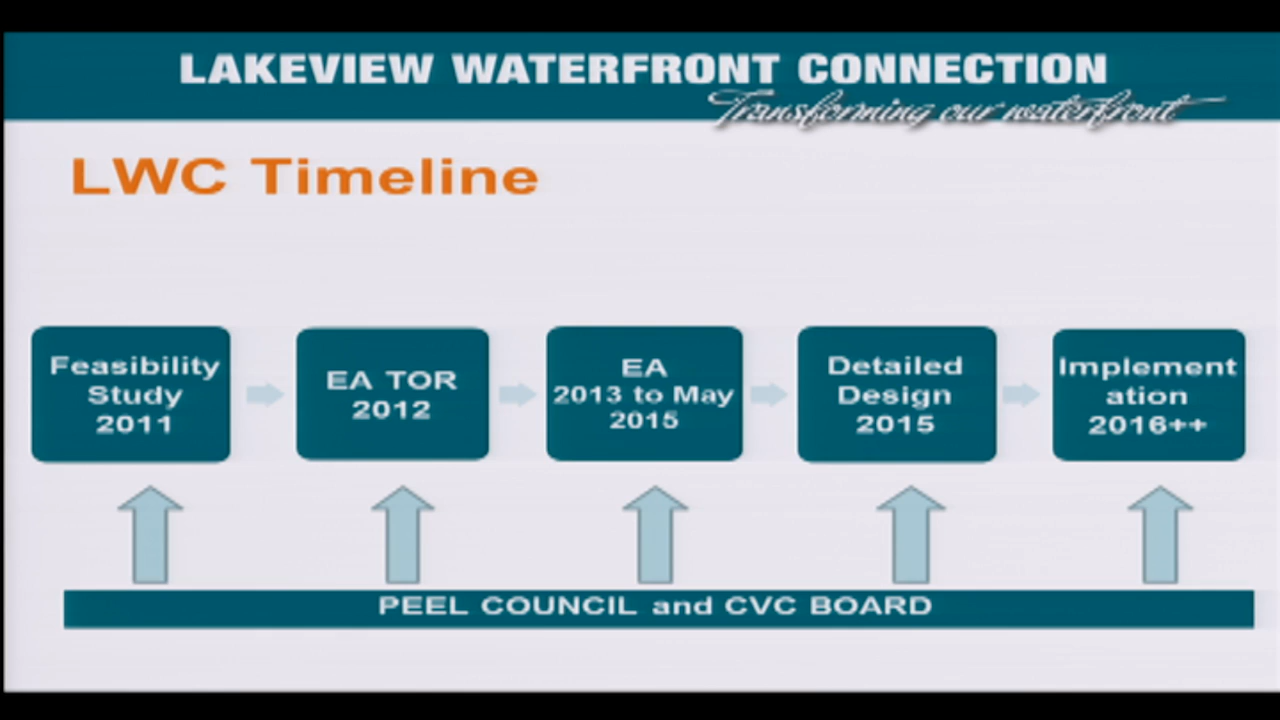 LAKEVIEW WATERFRONT CONNECTION
Transforming our waterfront
LWC Timeline
Feasibility
Study
2011
EA TOR
2012
EA
2013 to May
2015
Detailed
Design
2015
Implement
ation
2016++
PEEL COUNCIL and CVC BOARD